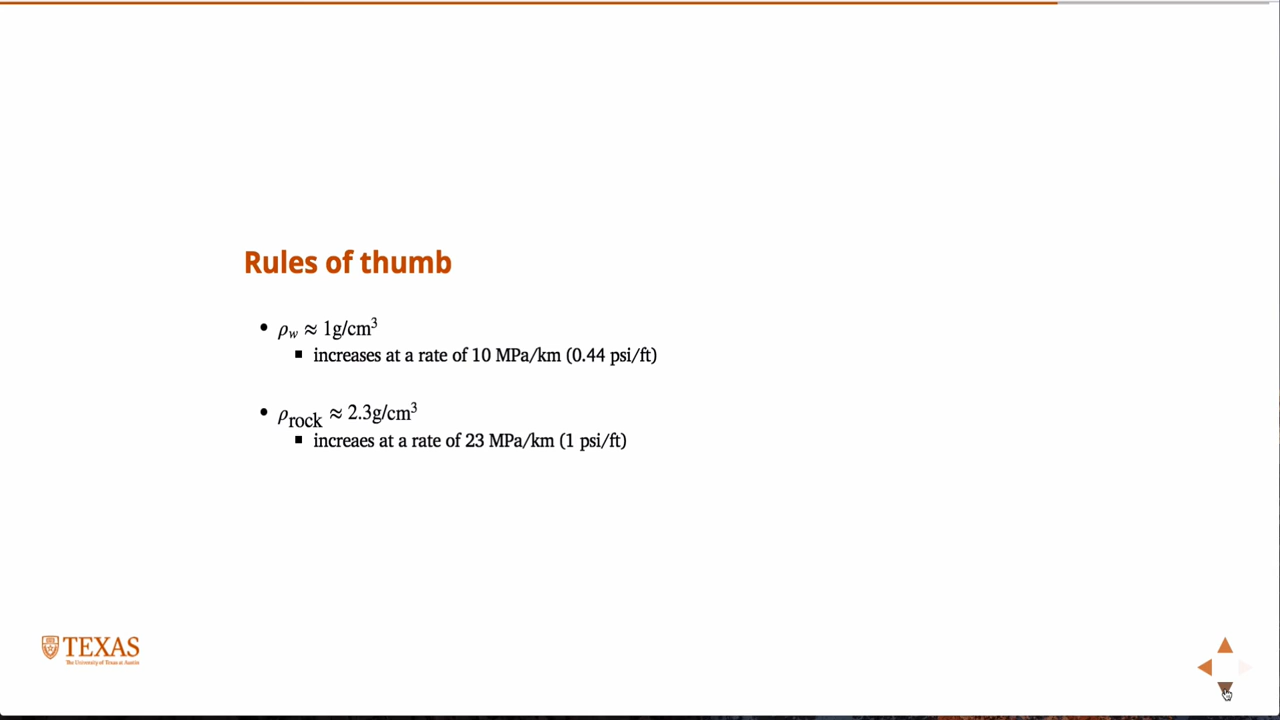 Rules of thumb
• ρw ≈ 1g/cm³
▪ increases at a rate of 10 MPa/km (0.44 psi/ft)
• ρrock ≈ 2.3g/cm³
▪ increaes at a rate of 23 MPa/km (1 psi/ft)
TEXAS
The University of Texas at Austin